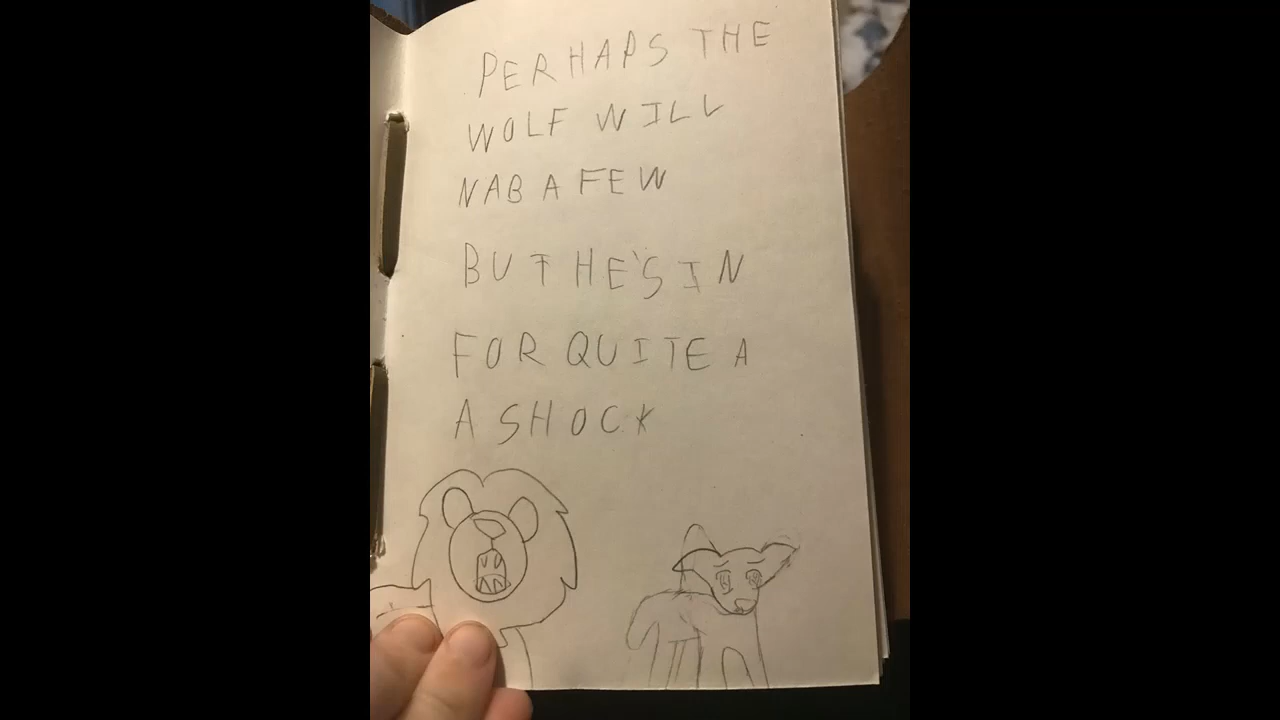 PERHAPS THE
WOLF WILL
NAB A FEW
BUT HE'S IN
FOR QUITE A
A SHOCK